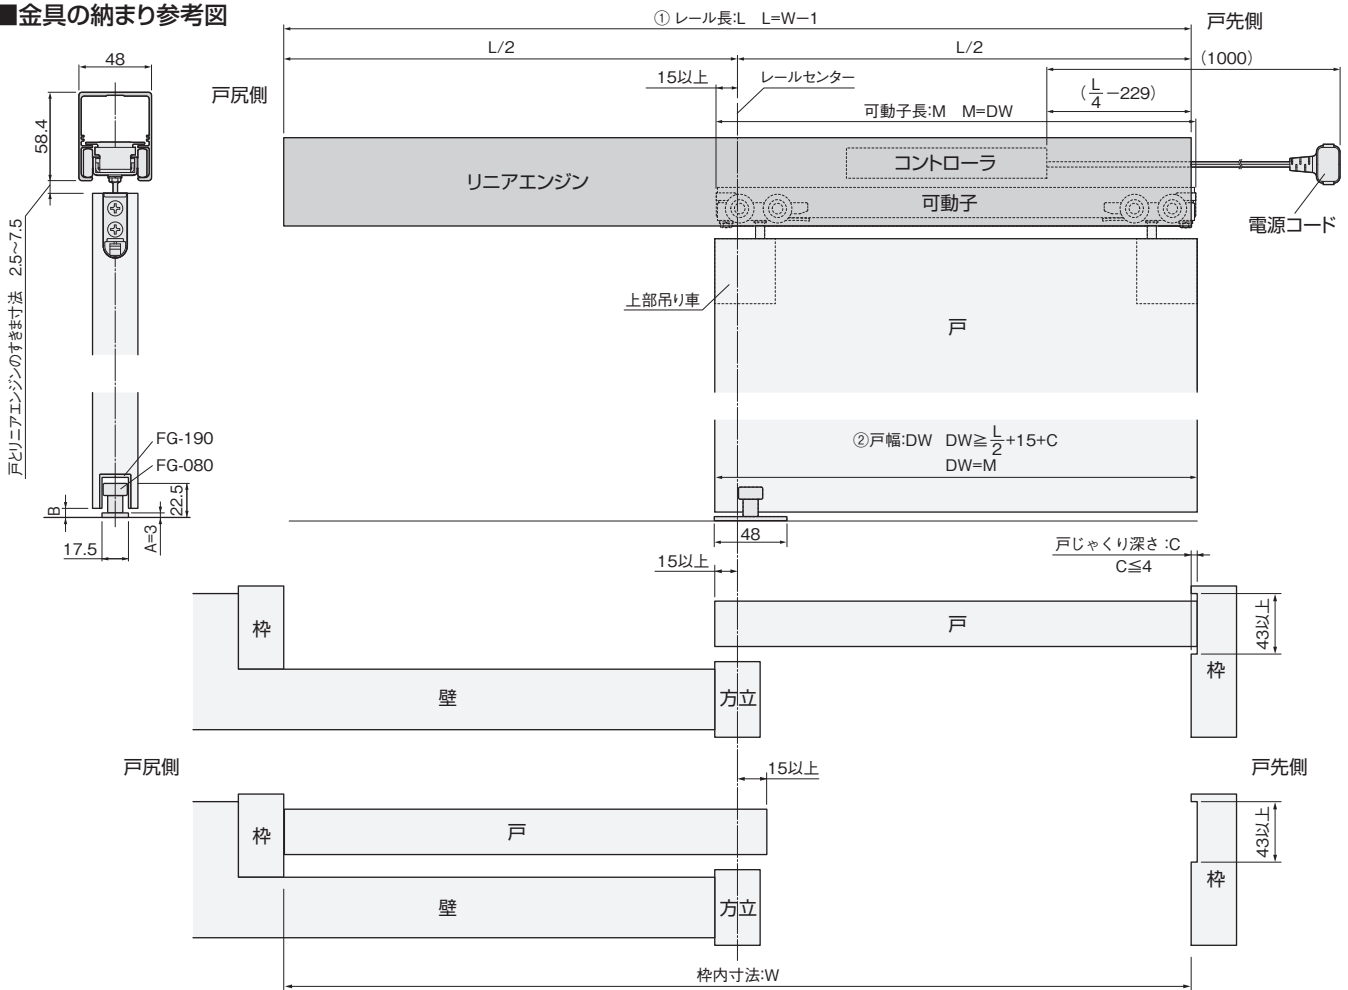 ■金具の納まり参考図
① レール長:L L=W−1
戸先側
L/2
L/2
(1000)
48
15以上
レールセンター
(L/4−229)
戸尻側
可動子長:M M=DW
58.4
コントローラ
リニアエンジン
可動子
電源コード
戸とリニアエンジンのすきま寸法 2.5~7.5
上部吊り車
戸
FG-190
FG-080
②戸幅:DW DW≧L/2+15+C
DW=M
22.5
B
A=3
17.5
48
戸じゃくり深さ:C
C≦4
15以上
枠
戸
43以上
枠
壁
方立
戸尻側
15以上
戸先側
枠
戸
43以上
枠
壁
方立
枠内寸法:W